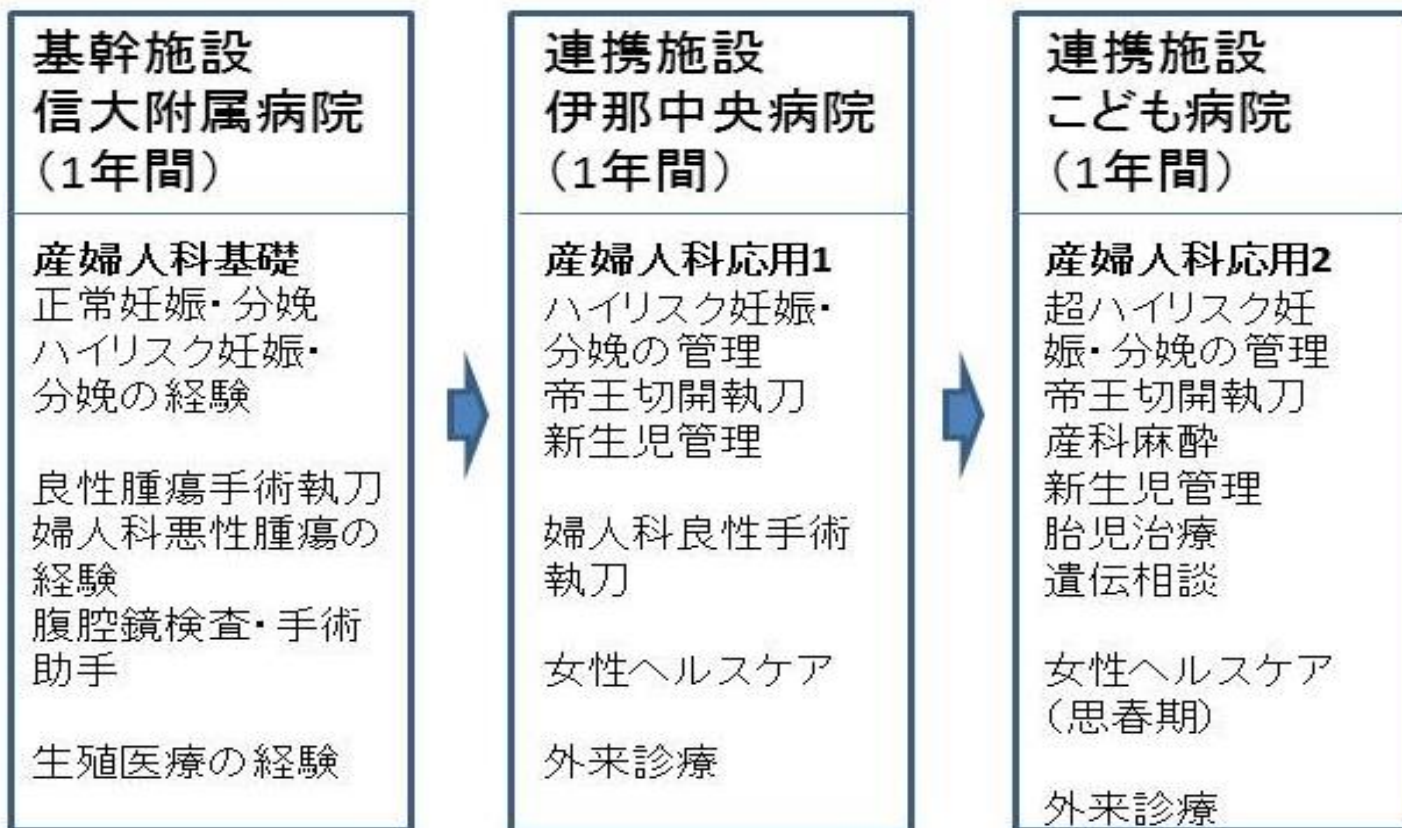 基幹施設
信大附属病院
（1年間）
産婦人科基礎
正常妊娠・分娩
ハイリスク妊娠・
分娩の経験
良性腫瘍手術執刀
婦人科悪性腫瘍の
経験
腹腔鏡検査・手術
助手
生殖医療の経験
連携施設
伊那中央病院
（1年間）
産婦人科応用1
ハイリスク妊娠・
分娩の管理
帝王切開執刀
新生児管理
婦人科良性手術
執刀
女性ヘルスケア
外来診療
連携施設
こども病院
（1年間）
産婦人科応用2
超ハイリスク妊
娠・分娩の管理
帝王切開執刀
産科麻酔
新生児管理
胎児治療
遺伝相談
女性ヘルスケア
（思春期）
外来診療